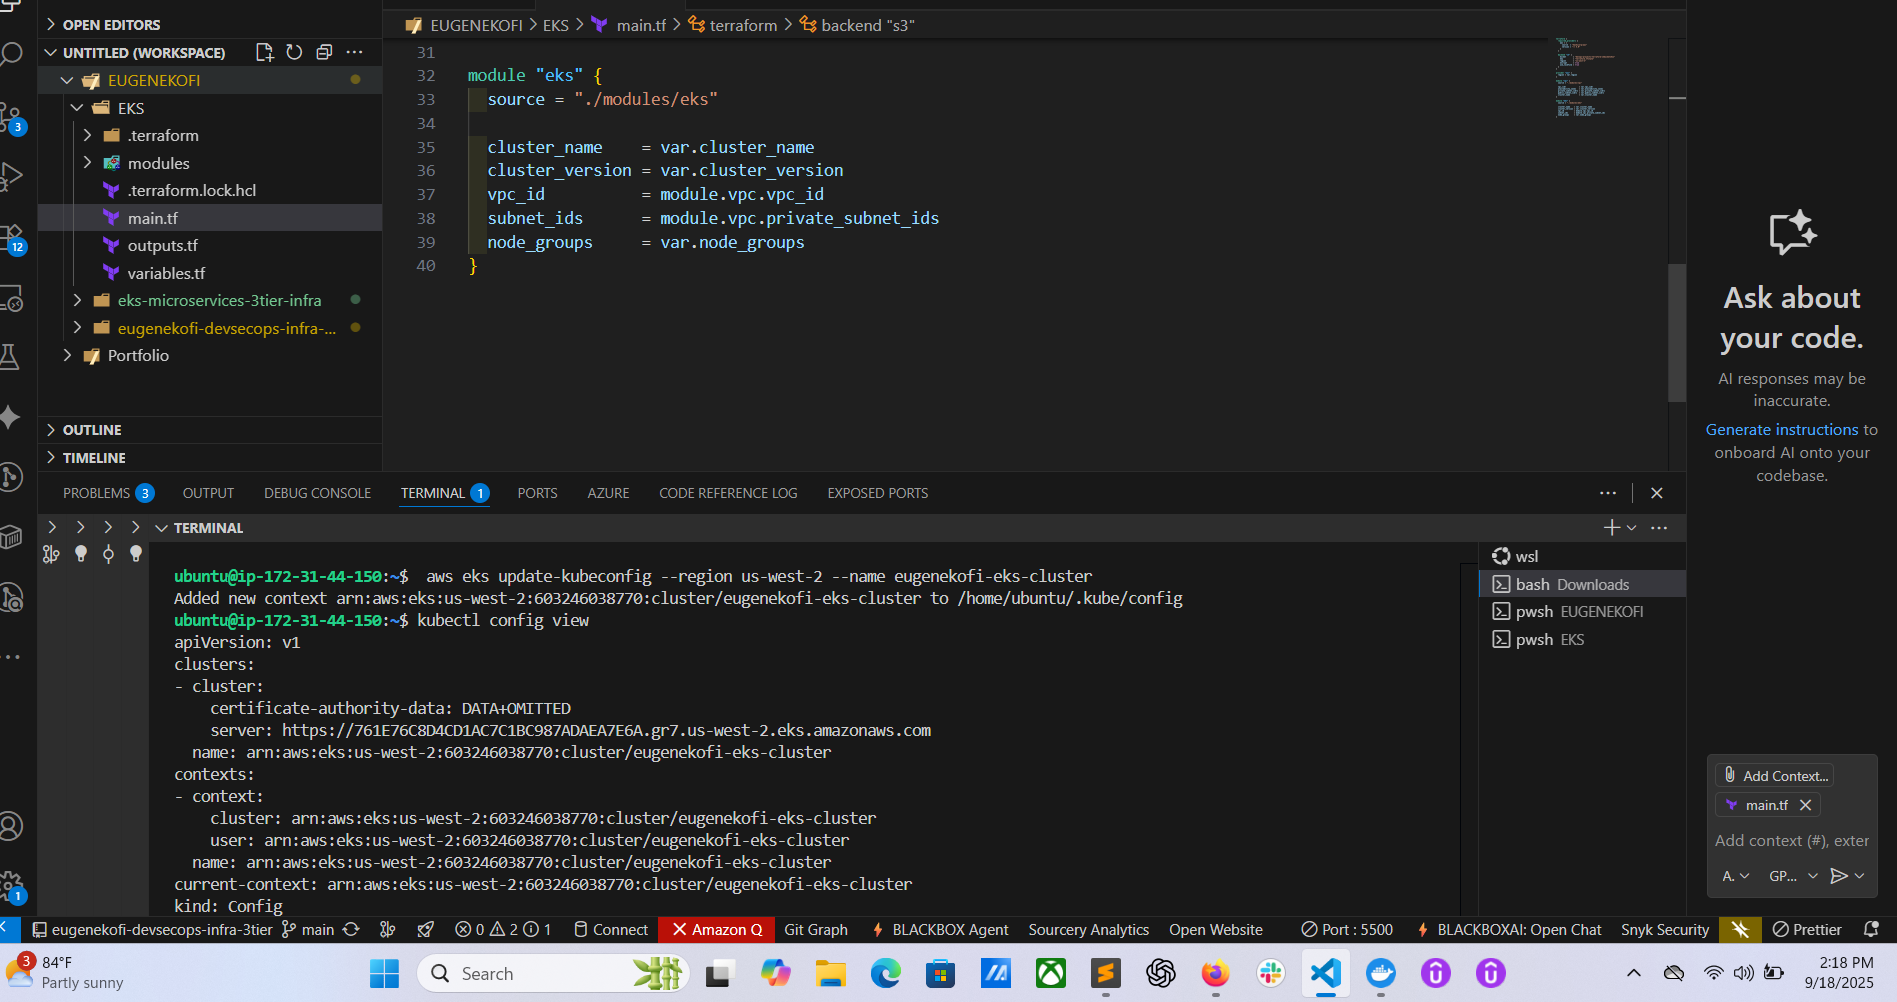 OPEN EDITORS
UNTITLED (WORKSPACE)
EUGENEKOFI
EKS
.terraform
modules
.terraform.lock.hcl
main.tf
outputs.tf
variables.tf
eks-microservices-3tier-infra
eugenekofi-devsecops-infra-...
Portfolio
OUTLINE
TIMELINE
3
12
1
EUGENEKOFI > EKS > main.tf > terraform > backend "s3"
31
32 module "eks" {
33 source = "./modules/eks"
34
35 cluster_name = var.cluster_name
36 cluster_version = var.cluster_version
37 vpc_id = module.vpc.vpc_id
38 subnet_ids = module.vpc.private_subnet_ids
39 node_groups = var.node_groups
40 }
PROBLEMS 3 OUTPUT DEBUG CONSOLE TERMINAL 1 PORTS AZURE CODE REFERENCE LOG EXPOSED PORTS
TERMINAL
ubuntu@ip-172-31-44-150:~$ aws eks update-kubeconfig --region us-west-2 --name eugenekofi-eks-cluster
Added new context arn:aws:eks:us-west-2:603246038770:cluster/eugenekofi-eks-cluster to /home/ubuntu/.kube/config
ubuntu@ip-172-31-44-150:~$ kubectl config view
apiVersion: v1
clusters:
- cluster:
certificate-authority-data: DATA+OMITTED
server: https://761E76C8D4CD1AC7C1BC987ADAEA7E6A.gr7.us-west-2.eks.amazonaws.com
name: arn:aws:eks:us-west-2:603246038770:cluster/eugenekofi-eks-cluster
contexts:
- context:
cluster: arn:aws:eks:us-west-2:603246038770:cluster/eugenekofi-eks-cluster
user: arn:aws:eks:us-west-2:603246038770:cluster/eugenekofi-eks-cluster
name: arn:aws:eks:us-west-2:603246038770:cluster/eugenekofi-eks-cluster
current-context: arn:aws:eks:us-west-2:603246038770:cluster/eugenekofi-eks-cluster
kind: Config
wsl
bash Downloads
pwsh EUGENEKOFI
pwsh EKS
Ask about
your code.
AI responses may be
inaccurate.
Generate instructions to
onboard AI onto your
codebase.
Add Context...
main.tf
Add context (#), exter
A.
GP...
eugenekofi-devsecops-infra-3tier main 0 2 1 Connect Amazon Q Git Graph BLACKBOX Agent Sourcery Analytics Open Website Port : 5500 BLACKBOXAI: Open Chat Snyk Security Prettier
3
84°F
Partly sunny
Search
2:18 PM
9/18/2025